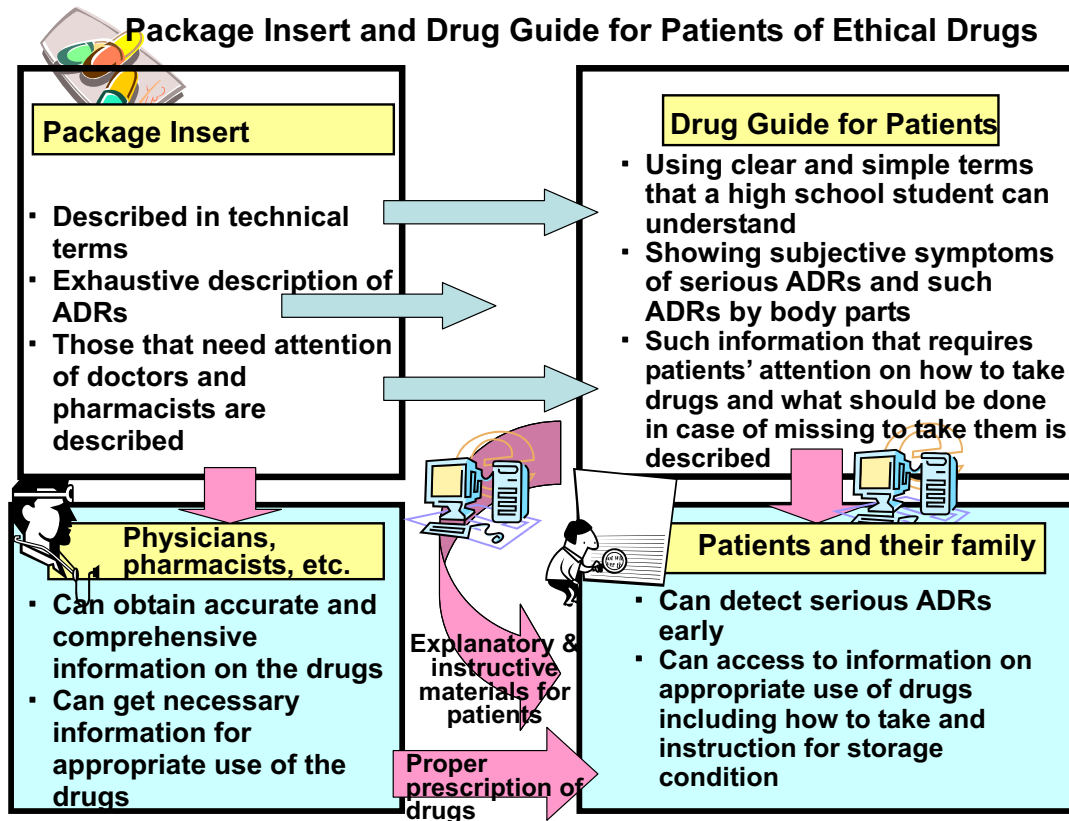 Package Insert and Drug Guide for Patients of Ethical Drugs
Package Insert
▪ Described in technical
terms
▪ Exhaustive description of
ADRs
▪ Those that need attention
of doctors and
pharmacists are
described
Drug Guide for Patients
▪ Using clear and simple terms
that a high school student can
understand
▪ Showing subjective symptoms
of serious ADRs and such
ADRs by body parts
▪ Such information that requires
patients’ attention on how to take
drugs and what should be done
in case of missing to take them is
described
Physicians,
pharmacists, etc.
▪ Can obtain accurate and
comprehensive
information on the drugs
▪ Can get necessary
information for
appropriate use of the
drugs
Explanatory &
instructive
materials for
patients
Proper
prescription of
drugs
Patients and their family
▪ Can detect serious ADRs
early
▪ Can access to information on
appropriate use of drugs
including how to take and
instruction for storage
condition